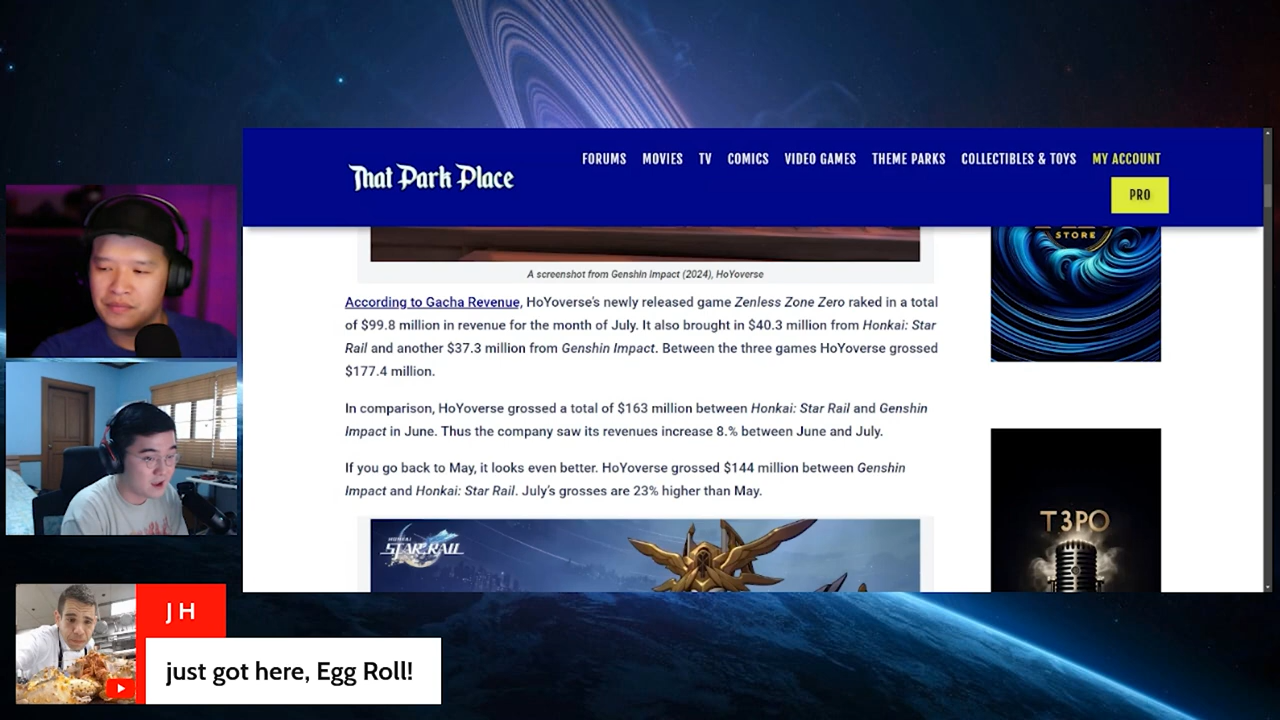 FORUMS MOVIES TV COMICS VIDEO GAMES THEME PARKS COLLECTIBLES & TOYS MY ACCOUNT
That Park Place
PRO
STORE
A screenshot from Genshin Impact (2024), HoYoverse
According to Gacha Revenue, HoYoverse's newly released game Zenless Zone Zero raked in a total
of $99.8 million in revenue for the month of July. It also brought in $40.3 million from Honkai: Star
Rail and another $37.3 million from Genshin Impact. Between the three games HoYoverse grossed
$177.4 million.
In comparison, HoYoverse grossed a total of $163 million between Honkai: Star Rail and Genshin
Impact in June. Thus the company saw its revenues increase 8.% between June and July.
If you go back to May, it looks even better. HoYoverse grossed $144 million between Genshin
Impact and Honkai: Star Rail. July's grosses are 23% higher than May.
T3PO
HONKAI
STAR RAIL
J H
just got here, Egg Roll!